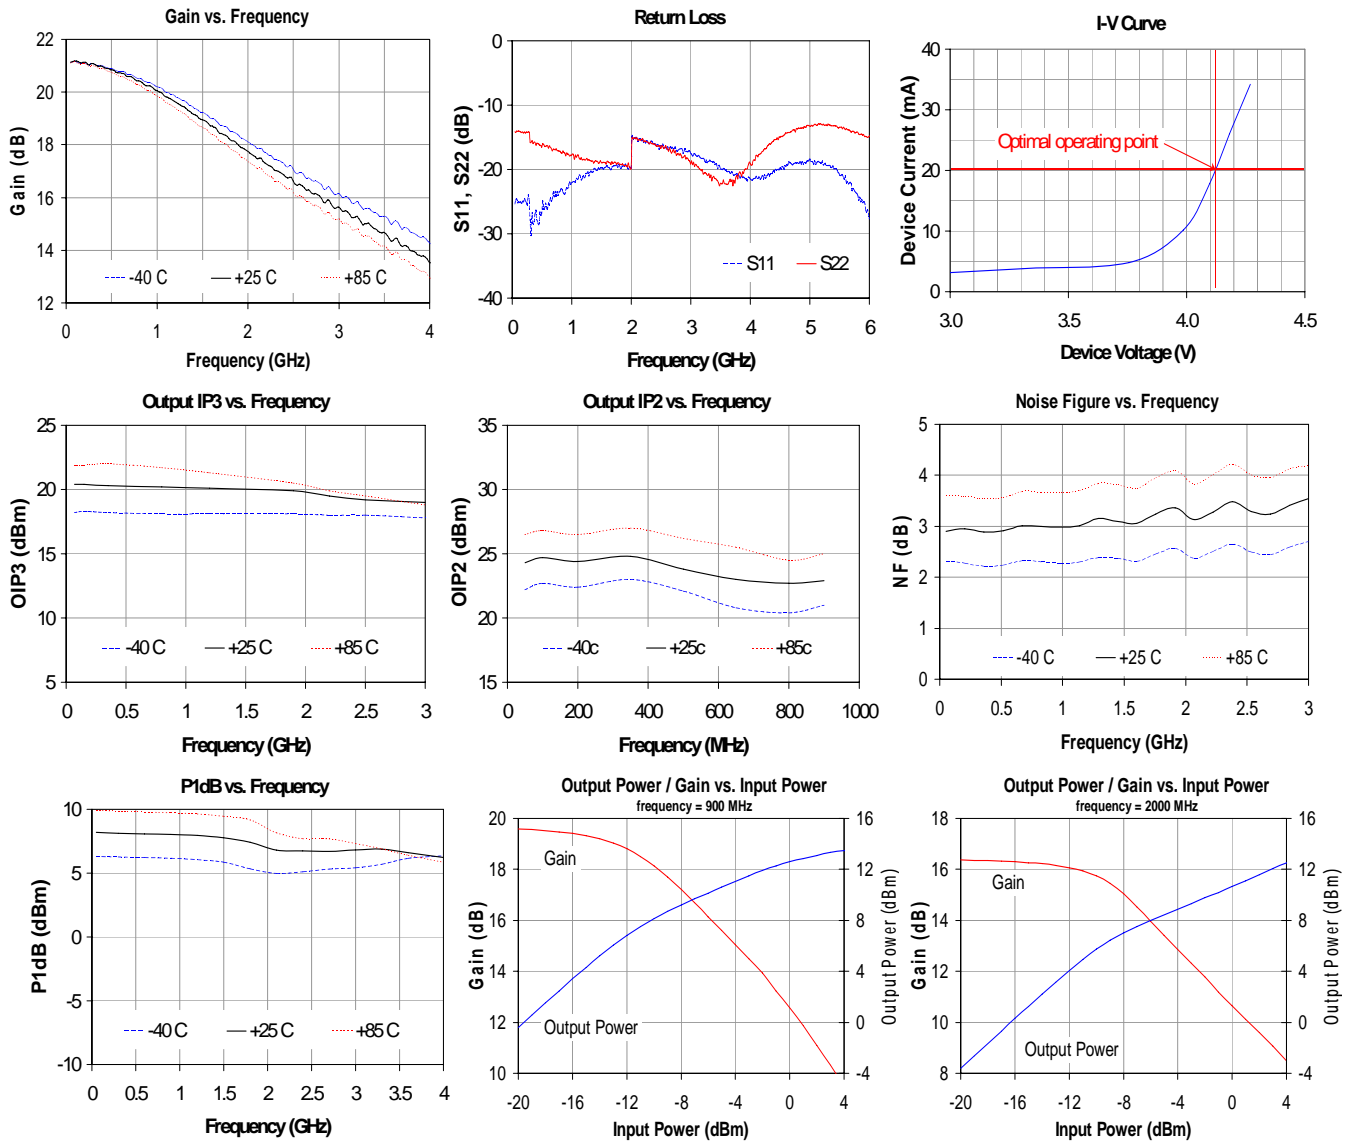 Gain vs. Frequency
22
20
18
16
14
12
Gain (dB)
-40 C
+25 C
+85 C
0
1
2
3
4
Frequency (GHz)
Return Loss
0
-10
-20
-30
-40
S11, S22 (dB)
S11
S22
0
1
2
3
4
5
6
Frequency (GHz)
I-V Curve
40
30
20
10
0
Device Current (mA)
Optimal operating point
3.0
3.5
4.0
4.5
Device Voltage (V)
Output IP3 vs. Frequency
25
20
15
10
5
OIP3 (dBm)
-40 C
+25 C
+85 C
0
0.5
1
1.5
2
2.5
3
Frequency (GHz)
Output IP2 vs. Frequency
35
30
25
20
15
OIP2 (dBm)
-40c
+25c
+85c
0
200
400
600
800
1000
Frequency (MHz)
Noise Figure vs. Frequency
5
4
3
2
1
0
NF (dB)
-40 C
+25 C
+85 C
0
0.5
1
1.5
2
2.5
3
Frequency (GHz)
P1dB vs. Frequency
10
5
0
-5
-10
P1dB (dBm)
-40 C
+25 C
+85 C
0
0.5
1
1.5
2
2.5
3
3.5
4
Frequency (GHz)
Output Power / Gain vs. Input Power
frequency = 900 MHz
20
18
16
14
12
10
Gain (dB)
Gain
Output Power
16
12
8
4
0
-4
Output Power (dBm)
-20
-16
-12
-8
-4
0
4
Input Power (dBm)
Output Power / Gain vs. Input Power
frequency = 2000 MHz
18
16
14
12
10
8
Gain (dB)
Gain
Output Power
16
12
8
4
0
-4
Output Power (dBm)
-20
-16
-12
-8
-4
0
4
Input Power (dBm)